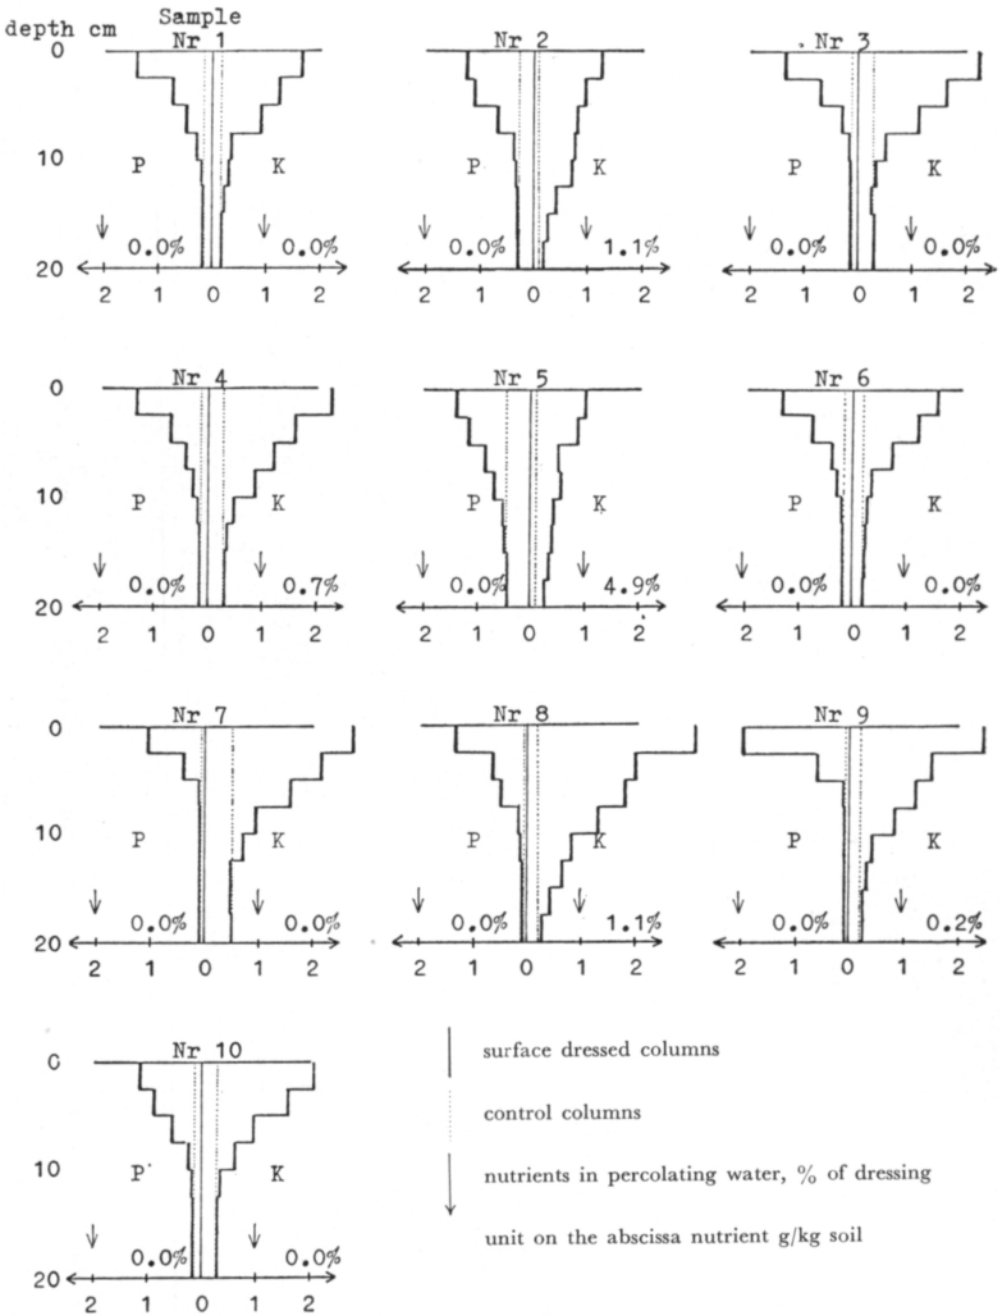 Sample
depth cm
Nr 1 Nr 2 Nr 3
0
10 P K P K P K
0.0% 0.0% 0.0% 1.1% 0.0% 0.0%
20
2 1 0 1 2 2 1 0 1 2 2 1 0 1 2
Nr 4 Nr 5 Nr 6
0
10 P K P K P K
0.0% 0.7% 0.0% 4.9% 0.0% 0.0%
20
2 1 0 1 2 2 1 0 1 2 2 1 0 1 2
Nr 7 Nr 8 Nr 9
0
10 P K P K P K
0.0% 0.0% 0.0% 1.1% 0.0% 0.2%
20
2 1 0 1 2 2 1 0 1 2 2 1 0 1 2
Nr 10
0
10 P K
0.0% 0.0%
20
2 1 0 1 2
surface dressed columns
control columns
nutrients in percolating water, % of dressing
unit on the abscissa nutrient g/kg soil